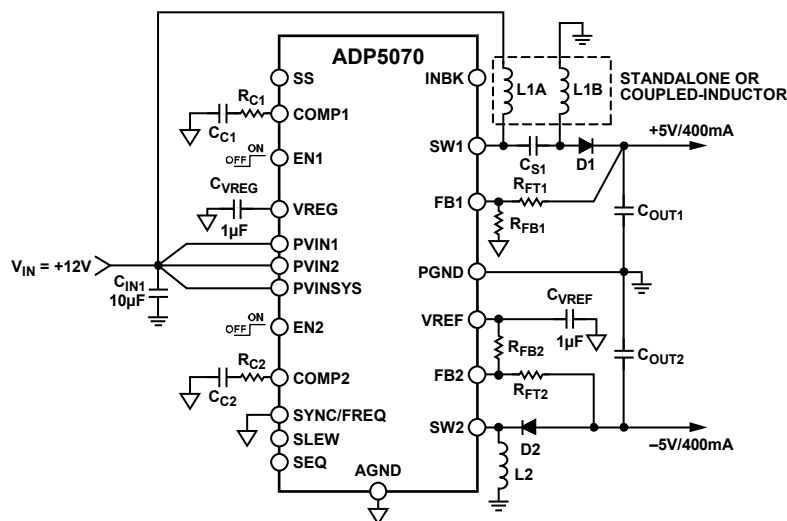 ADP5070
SS
INBK
L1A
L1B
STANDALONE OR
COUPLED-INDUCTOR
RC1
CC1
COMP1
+5V/400mA
ON
OFF
EN1
SW1
CS1
D1
CVREG
1µF
VREG
FB1
RFT1
RFB1
COUT1
VIN = +12V
PVIN1
PVIN2
PVINSYS
CIN1
10µF
PGND
ON
OFF
EN2
VREF
CVREF
1µF
RFB2
COUT2
RC2
CC2
COMP2
FB2
RFT2
SYNC/FREQ
SLEW
SEQ
SW2
D2
–5V/400mA
L2
AGND